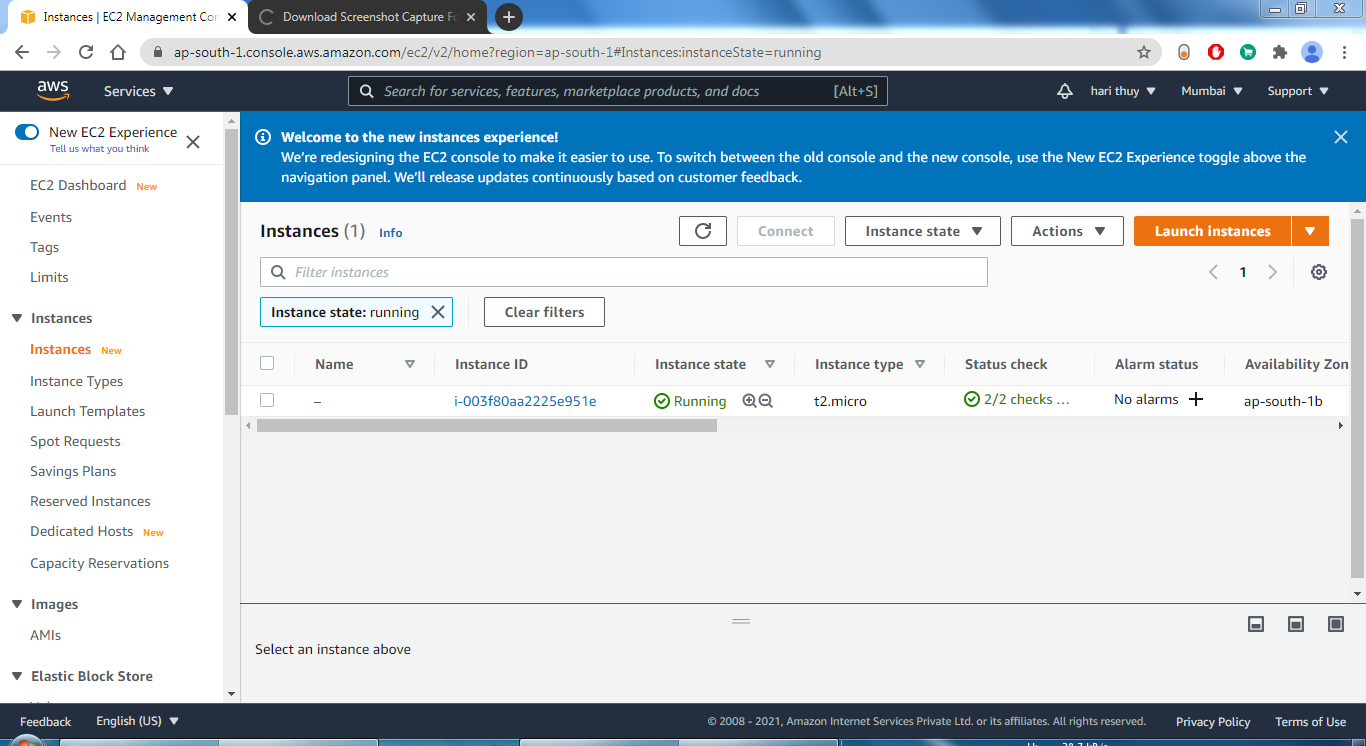 Instances | EC2 Management Con
Download Screenshot Capture Fo
ap-south-1.console.aws.amazon.com/ec2/v2/home?region=ap-south-1#Instances:instanceState=running
aws
Services
Search for services, features, marketplace products, and docs
[Alt+S]
hari thuy
Mumbai
Support
New EC2 Experience
Tell us what you think
EC2 Dashboard New
Events
Tags
Limits
Instances
Instances New
Instance Types
Launch Templates
Spot Requests
Savings Plans
Reserved Instances
Dedicated Hosts New
Capacity Reservations
Images
AMIs
Elastic Block Store
Welcome to the new instances experience!
We're redesigning the EC2 console to make it easier to use. To switch between the old console and the new console, use the New EC2 Experience toggle above the
navigation panel. We'll release updates continuously based on customer feedback.
Instances (1) Info
Connect
Instance state
Actions
Launch instances
Filter instances
1
Instance state: running
Clear filters
Name Instance ID Instance state Instance type Status check Alarm status Availability Zon
– i-003f80aa2225e951e Running t2.micro 2/2 checks ... No alarms ap-south-1b
Select an instance above
Feedback English (US) © 2008 - 2021, Amazon Internet Services Private Ltd. or its affiliates. All rights reserved. Privacy Policy Terms of Use